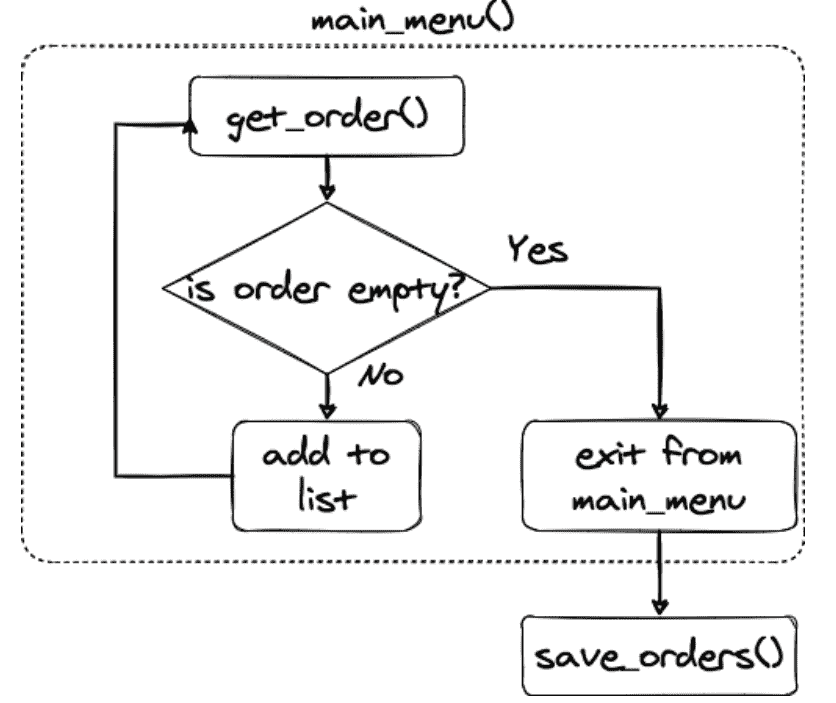 main_menu()
get_order()
is order empty?
Yes
No
add to
list
exit from
main_menu
save_orders()